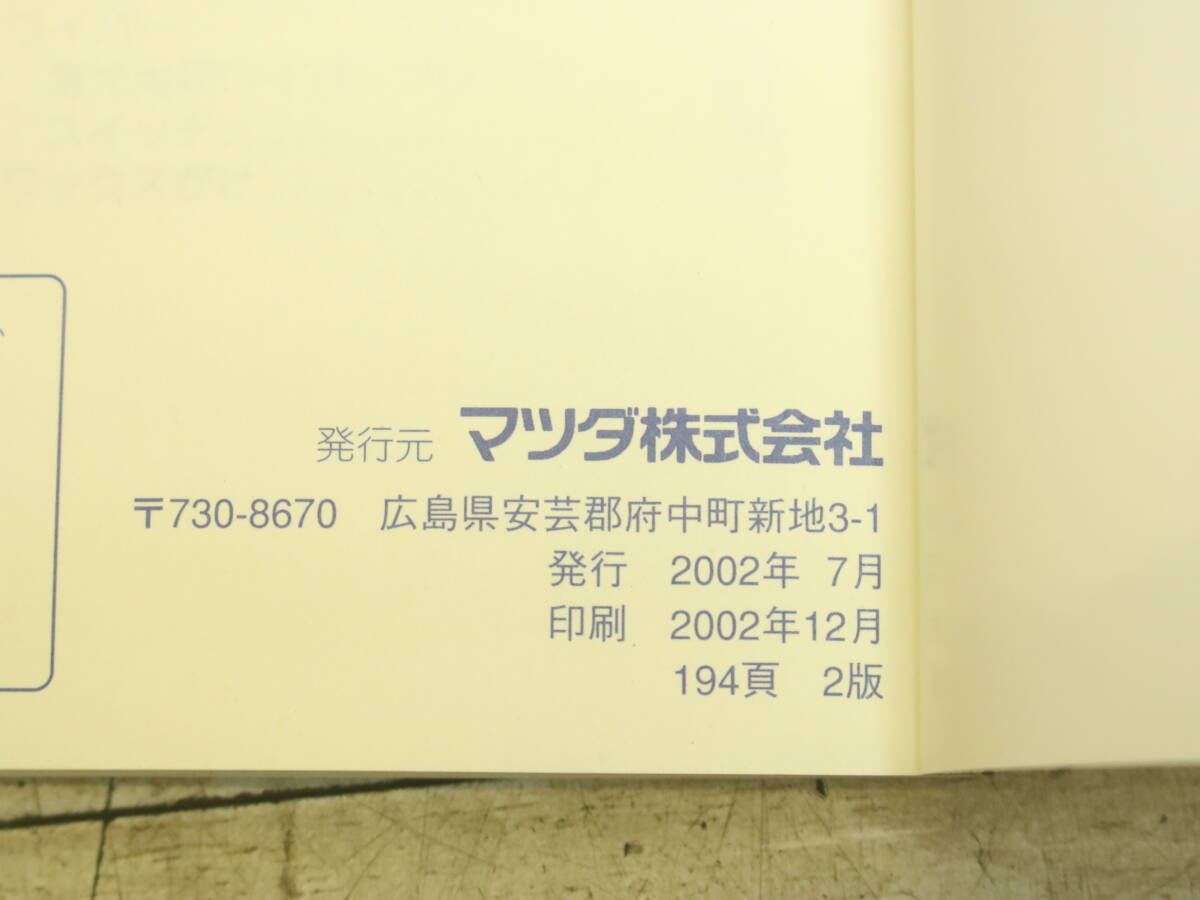 発行元 マツダ株式会社
〒730-8670 広島県安芸郡府中町新地3-1
発行 2002年 7月
印刷 2002年12月
194頁 2版